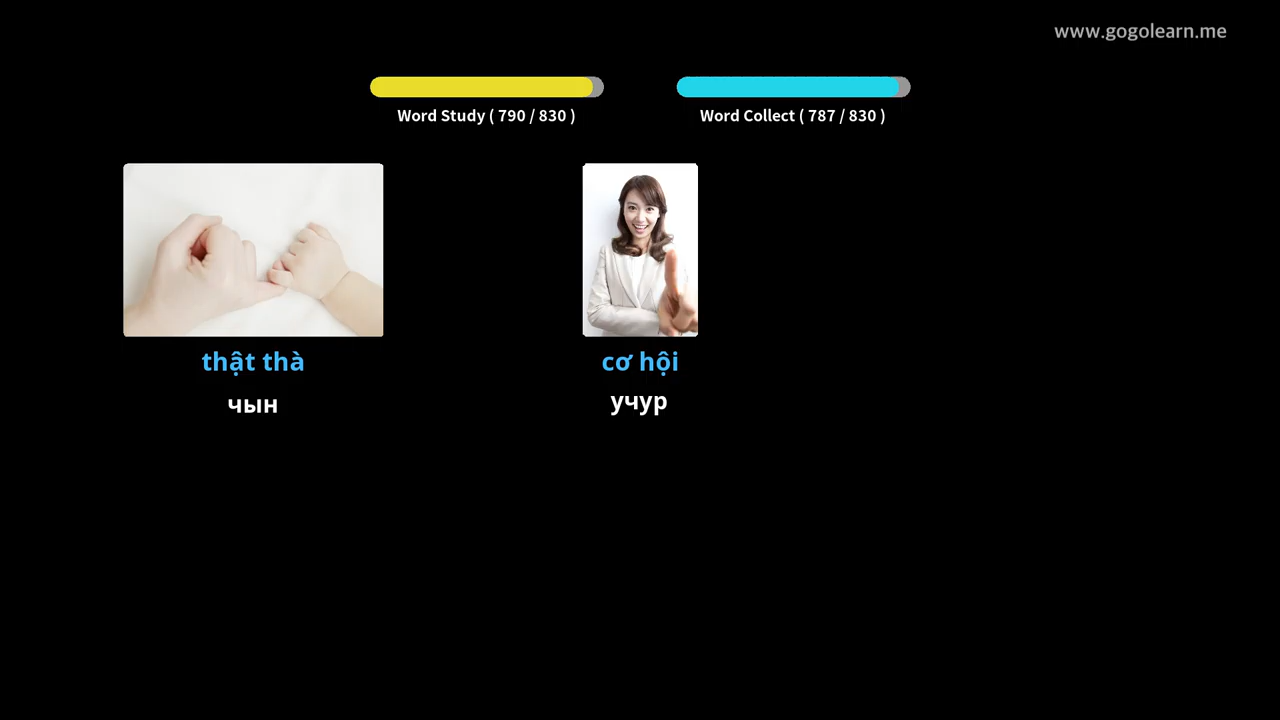 www.gogolearn.me
Word Study ( 790 / 830 )
Word Collect ( 787 / 830 )
thật thà
чын
cơ hội
учур